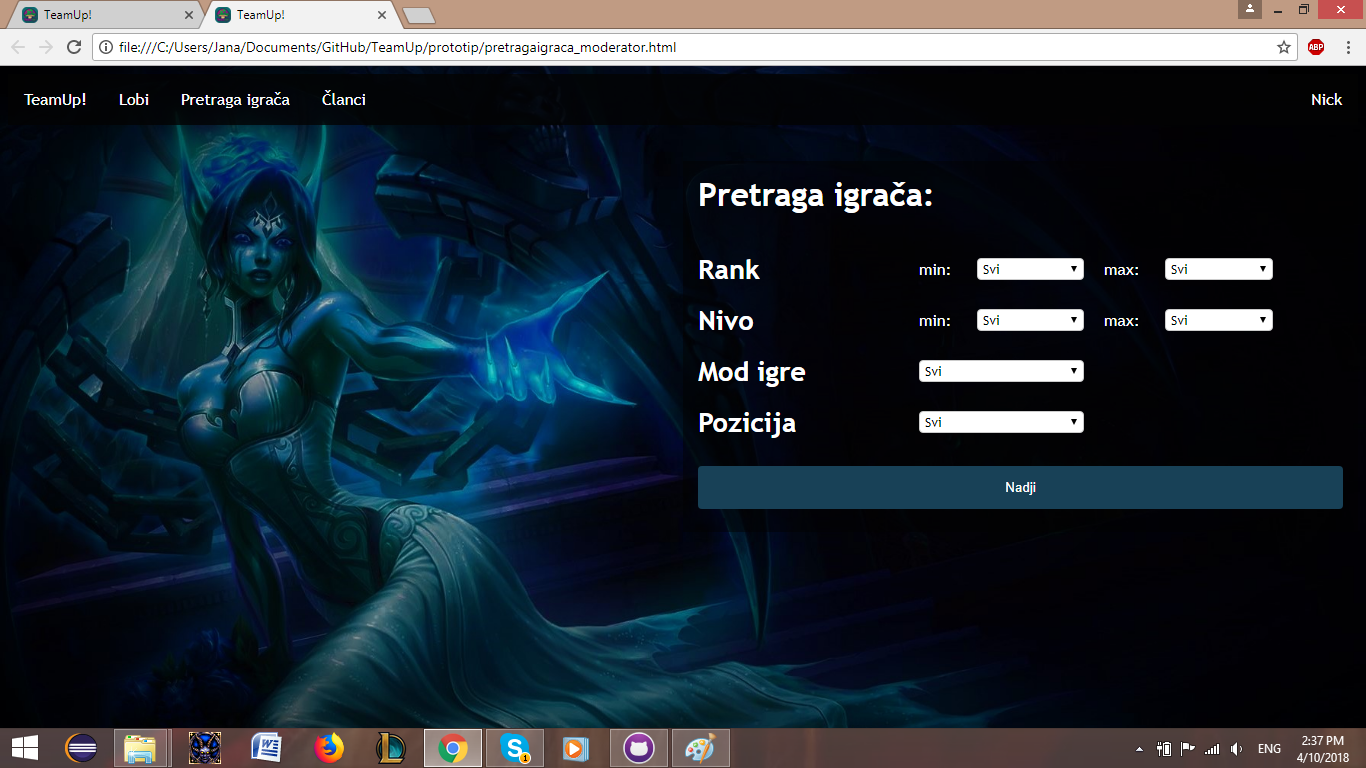 TeamUp! TeamUp!
file:///C:/Users/Jana/Documents/GitHub/TeamUp/prototip/pretragaigraca_moderator.html ABP
TeamUp! Lobi Pretraga igrača Članci Nick
Pretraga igrača:
Rank min: Svi max: Svi
Nivo min: Svi max: Svi
Mod igre Svi
Pozicija Svi
Nadji
ENG 2:37 PM
4/10/2018